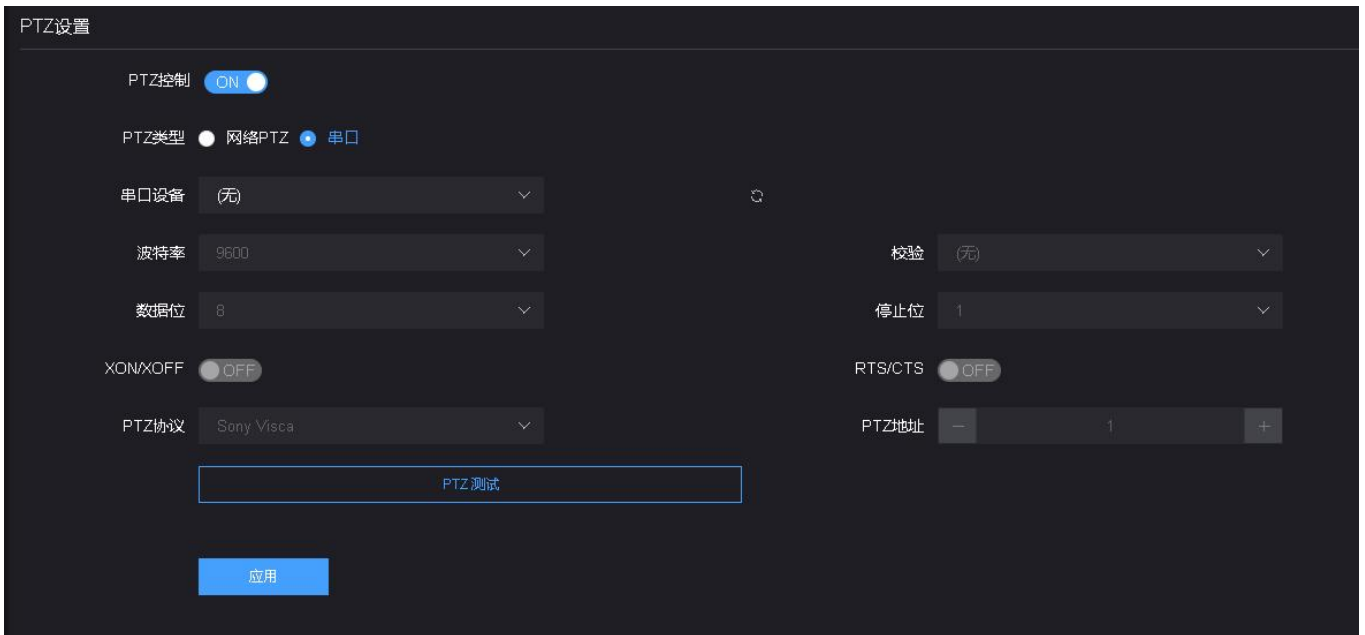 PTZ设置
PTZ控制 ON
PTZ类型 网络PTZ 串口
串口设备 (无)
波特率 9600 校验 (无)
数据位 8 停止位 1
XON/XOFF OFF RTS/CTS OFF
PTZ协议 Sony Visca PTZ地址 − 1 +
PTZ 测试
应用